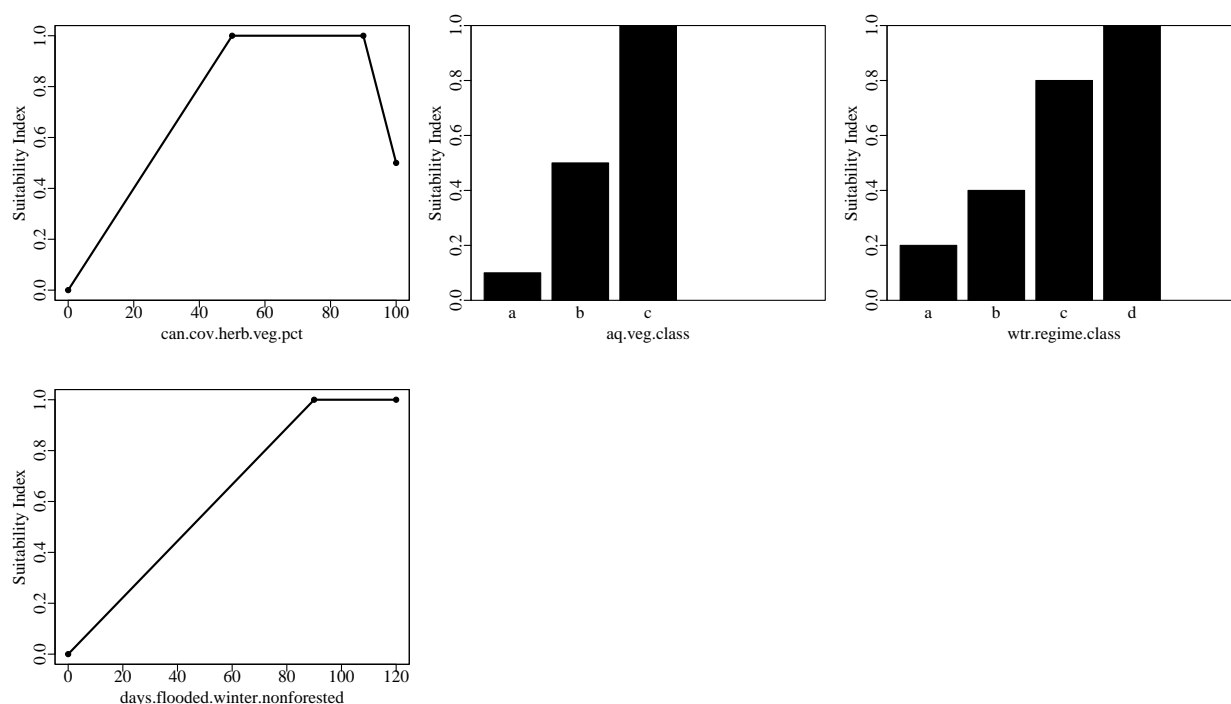 Suitability Index
0.0 0.2 0.4 0.6 0.8 1.0
0 20 40 60 80 100
can.cov.herb.veg.pct
Suitability Index
0.0 0.2 0.4 0.6 0.8 1.0
a b c
aq.veg.class
Suitability Index
0.0 0.2 0.4 0.6 0.8 1.0
a b c d
wtr.regime.class
Suitability Index
0.0 0.2 0.4 0.6 0.8 1.0
0 20 40 60 80 100 120
days.flooded.winter.nonforested